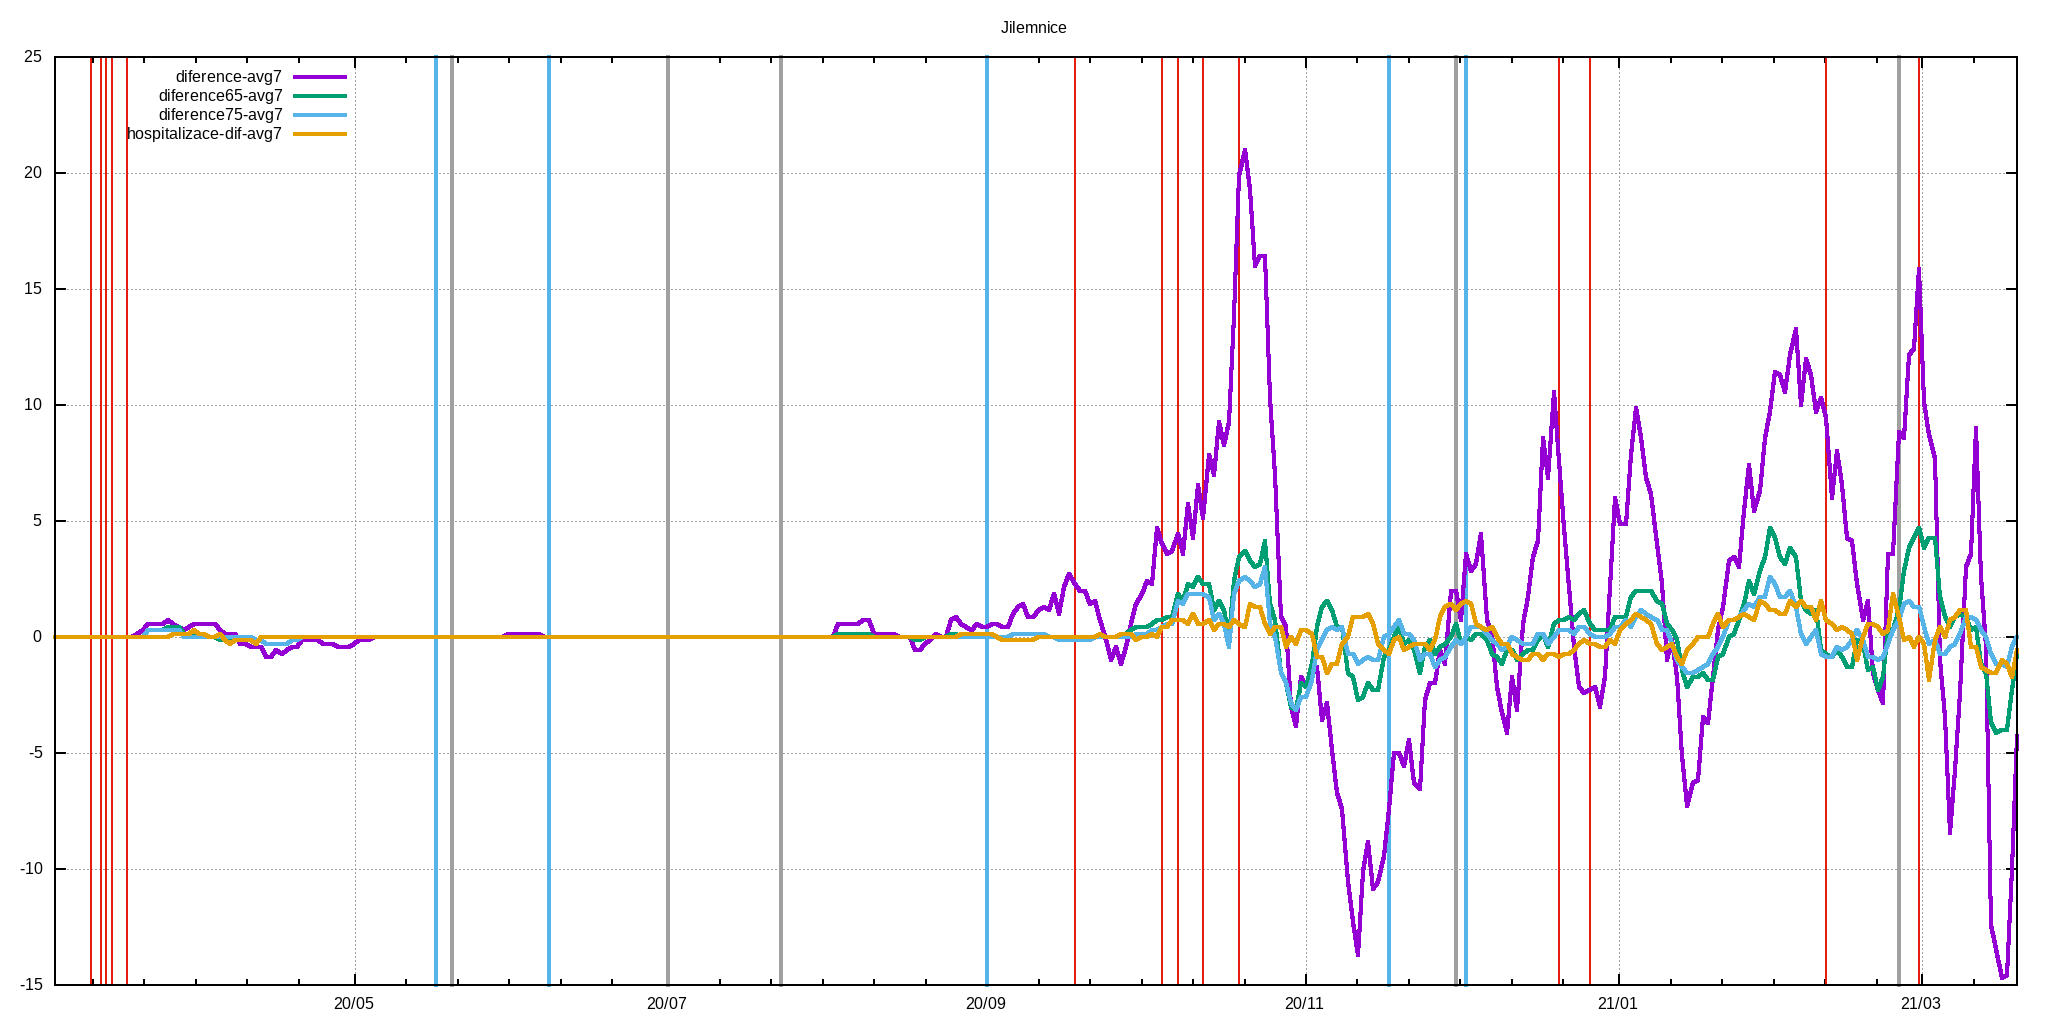 Jilemnice
diference-avg7
diference65-avg7
diference75-avg7
hospitalizace-dif-avg7
25
20
15
10
5
0
-5
-10
-15
20/05 20/07 20/09 20/11 21/01 21/03